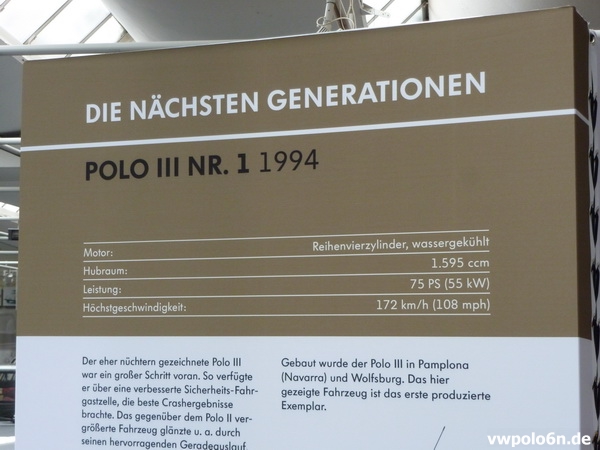 DIE NÄCHSTEN GENERATIONEN
POLO III NR. 1 1994
Motor: Reihenvierzylinder, wassergekühlt
Hubraum: 1.595 ccm
Leistung: 75 PS (55 kW)
Höchstgeschwindigkeit: 172 km/h (108 mph)
Der eher nüchtern gezeichnete Polo III
war ein großer Schritt voran. So verfügte
er über eine verbesserte Sicherheits-Fahr-
gastzelle, die beste Crashergebnisse
brachte. Das gegenüber dem Polo II ver-
größerte Fahrzeug glänzte u. a. durch
seinen hervorragenden Geradeauslauf
Gebaut wurde der Polo III in Pamplona
(Navarra) und Wolfsburg. Das hier
gezeigte Fahrzeug ist das erste produzierte
Exemplar.
vwpolo6n.de